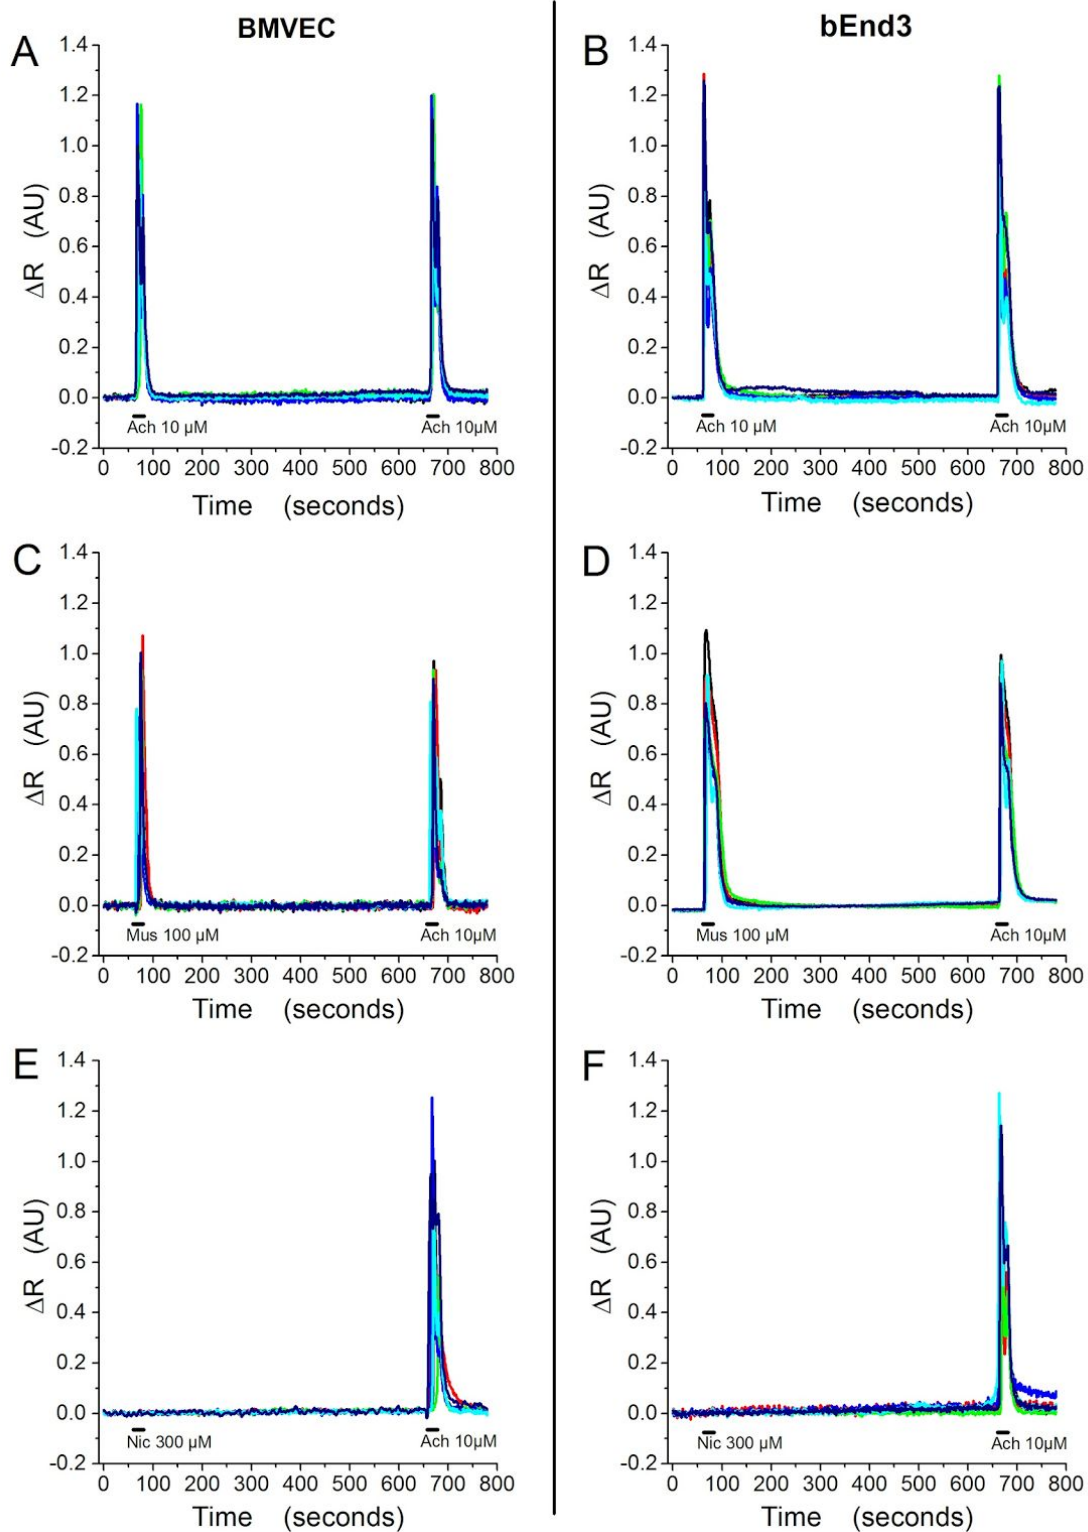 BMVEC
bEnd3
A
1.4
1.2
1.0
0.8
0.6
0.4
0.2
0.0
-0.2
ΔR (AU)
Ach 10 µM
Ach 10µM
0 100 200 300 400 500 600 700 800
Time (seconds)
B
1.4
1.2
1.0
0.8
0.6
0.4
0.2
0.0
-0.2
ΔR (AU)
Ach 10 µM
Ach 10µM
0 100 200 300 400 500 600 700 800
Time (seconds)
C
1.4
1.2
1.0
0.8
0.6
0.4
0.2
0.0
-0.2
ΔR (AU)
Mus 100 µM
Ach 10µM
0 100 200 300 400 500 600 700 800
Time (seconds)
D
1.4
1.2
1.0
0.8
0.6
0.4
0.2
0.0
-0.2
ΔR (AU)
Mus 100 µM
Ach 10µM
0 100 200 300 400 500 600 700 800
Time (seconds)
E
1.4
1.2
1.0
0.8
0.6
0.4
0.2
0.0
-0.2
ΔR (AU)
Nic 300 µM
Ach 10µM
0 100 200 300 400 500 600 700 800
Time (seconds)
F
1.4
1.2
1.0
0.8
0.6
0.4
0.2
0.0
-0.2
ΔR (AU)
Nic 300 µM
Ach 10µM
0 100 200 300 400 500 600 700 800
Time (seconds)